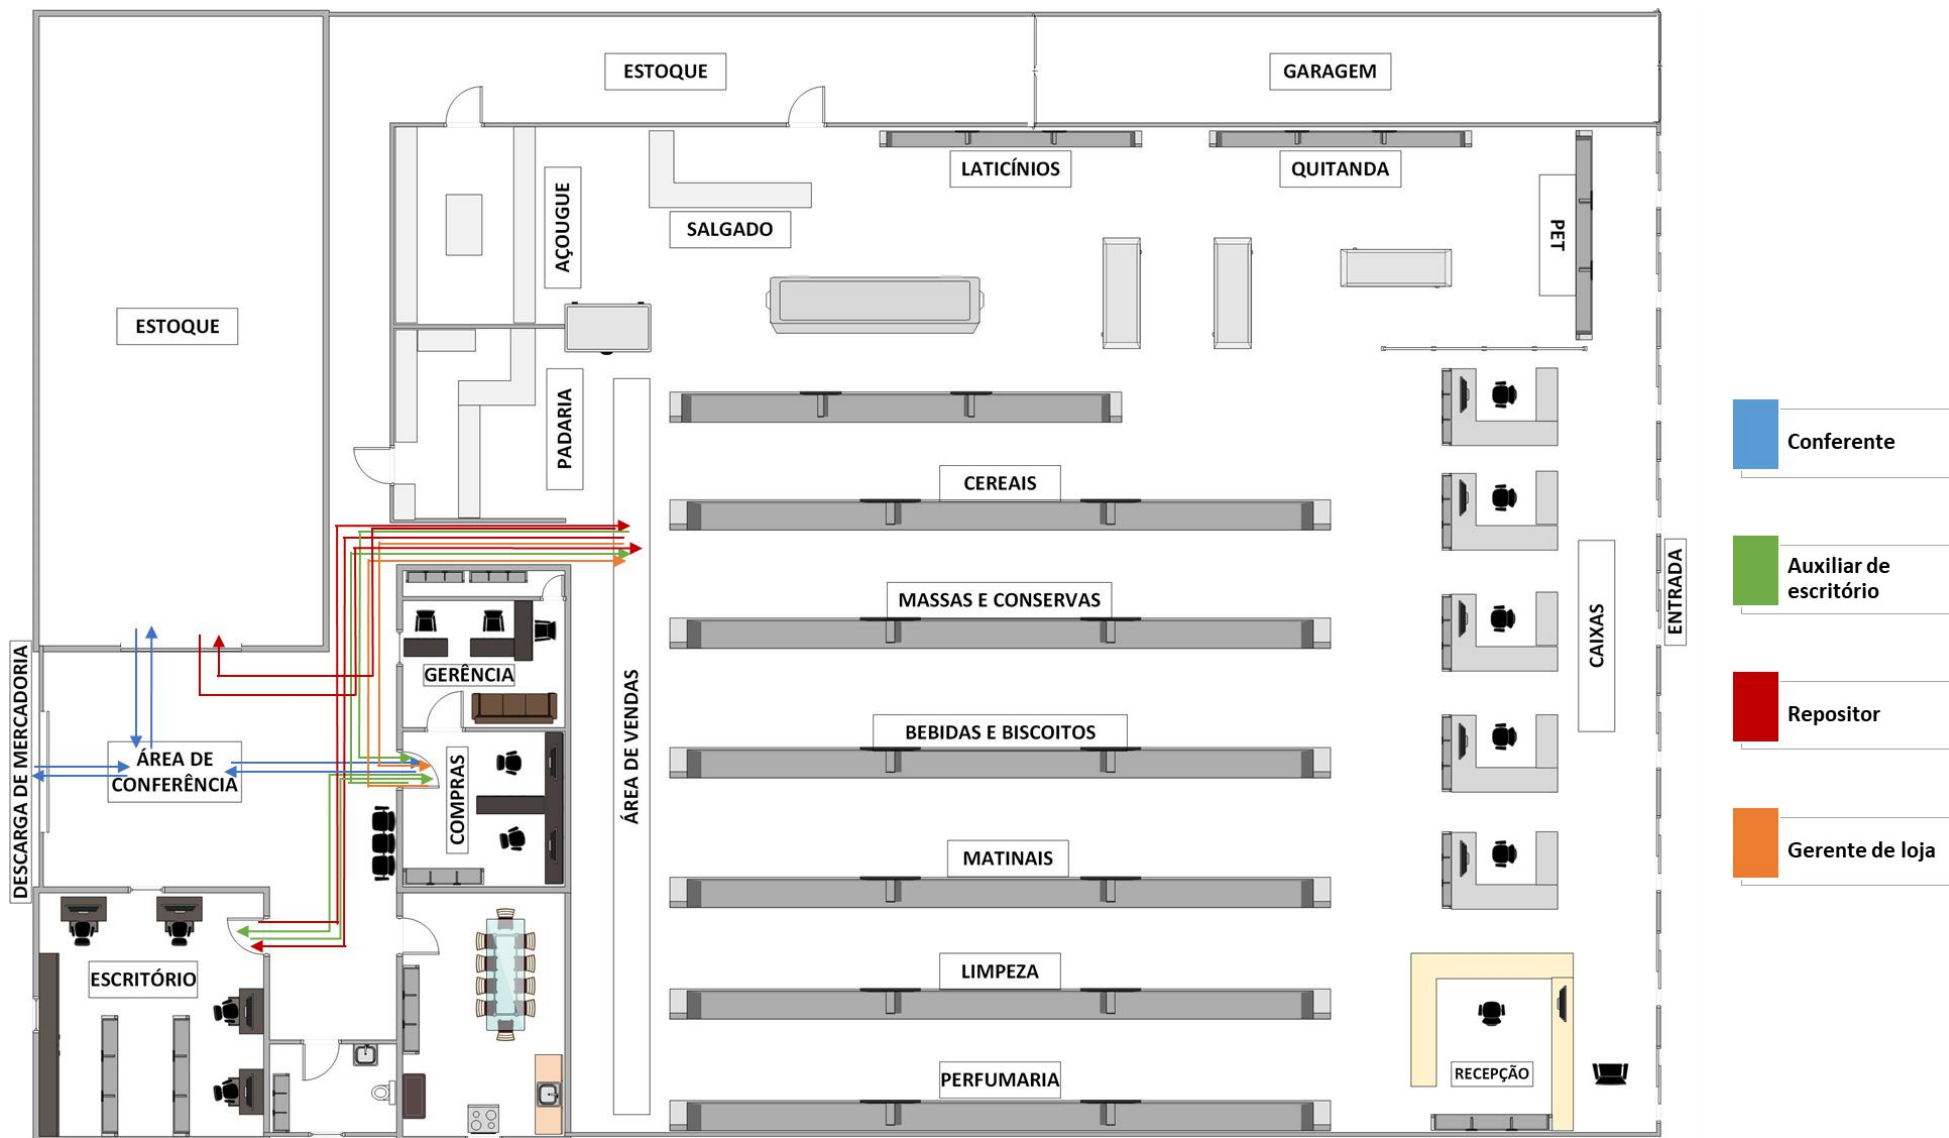 ESTOQUE
GARAGEM
LATICÍNIOS
QUITANDA
AÇOUGUE
SALGADO
PET
ESTOQUE
PADARIA
CEREAIS
MASSAS E CONSERVAS
ENTRADA
CAIXAS
GERÊNCIA
ÁREA DE VENDAS
BEBIDAS E BISCOITOS
DESCARGA DE MERCADORIA
ÁREA DE
CONFERÊNCIA
COMPRAS
MATINAIS
ESCRITÓRIO
LIMPEZA
PERFUMARIA
RECEPÇÃO
Conferente
Auxiliar de
escritório
Repositor
Gerente de loja